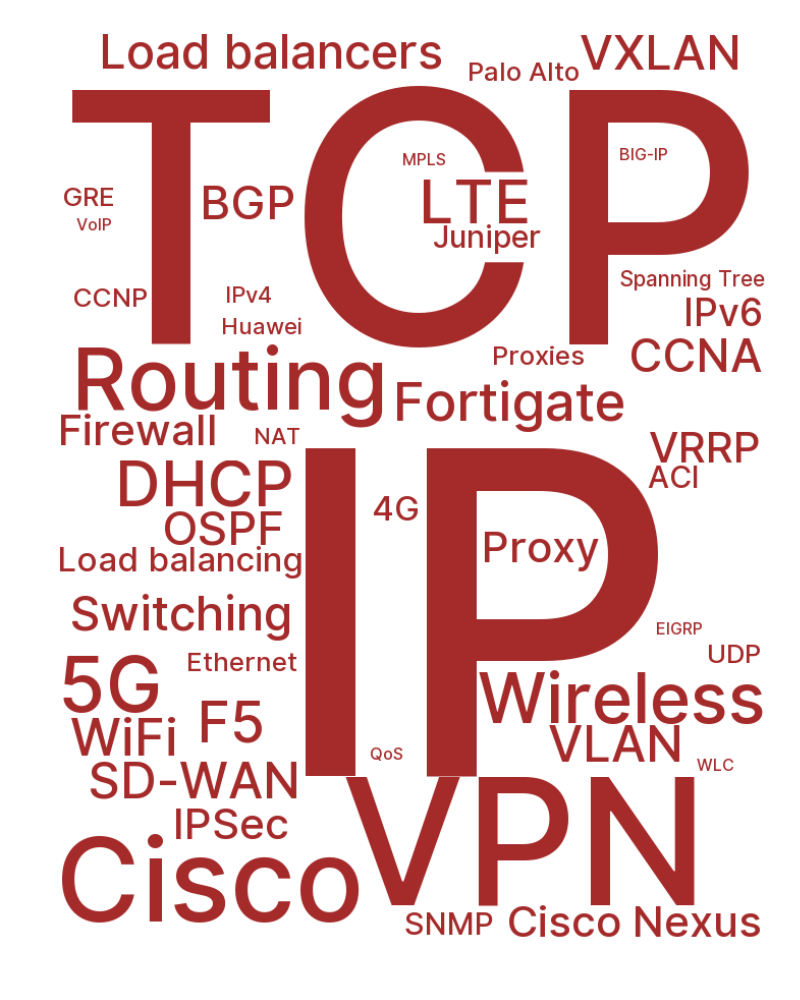 Load balancers
VXLAN
Palo Alto
TCP
MPLS
BIG-IP
GRE
BGP
LTE
VoIP
Juniper
Spanning Tree
CCNP
IPv4
IPv6
Huawei
Proxies
CCNA
Routing
Fortigate
Firewall
NAT
VRRP
ACI
DHCP
IP
4G
OSPF
Proxy
Load balancing
Switching
EIGRP
UDP
Ethernet
5G
Wireless
F5
WiFi
VLAN
QoS
WLC
SD-WAN
IPSec
VPN
Cisco
SNMP
Cisco Nexus